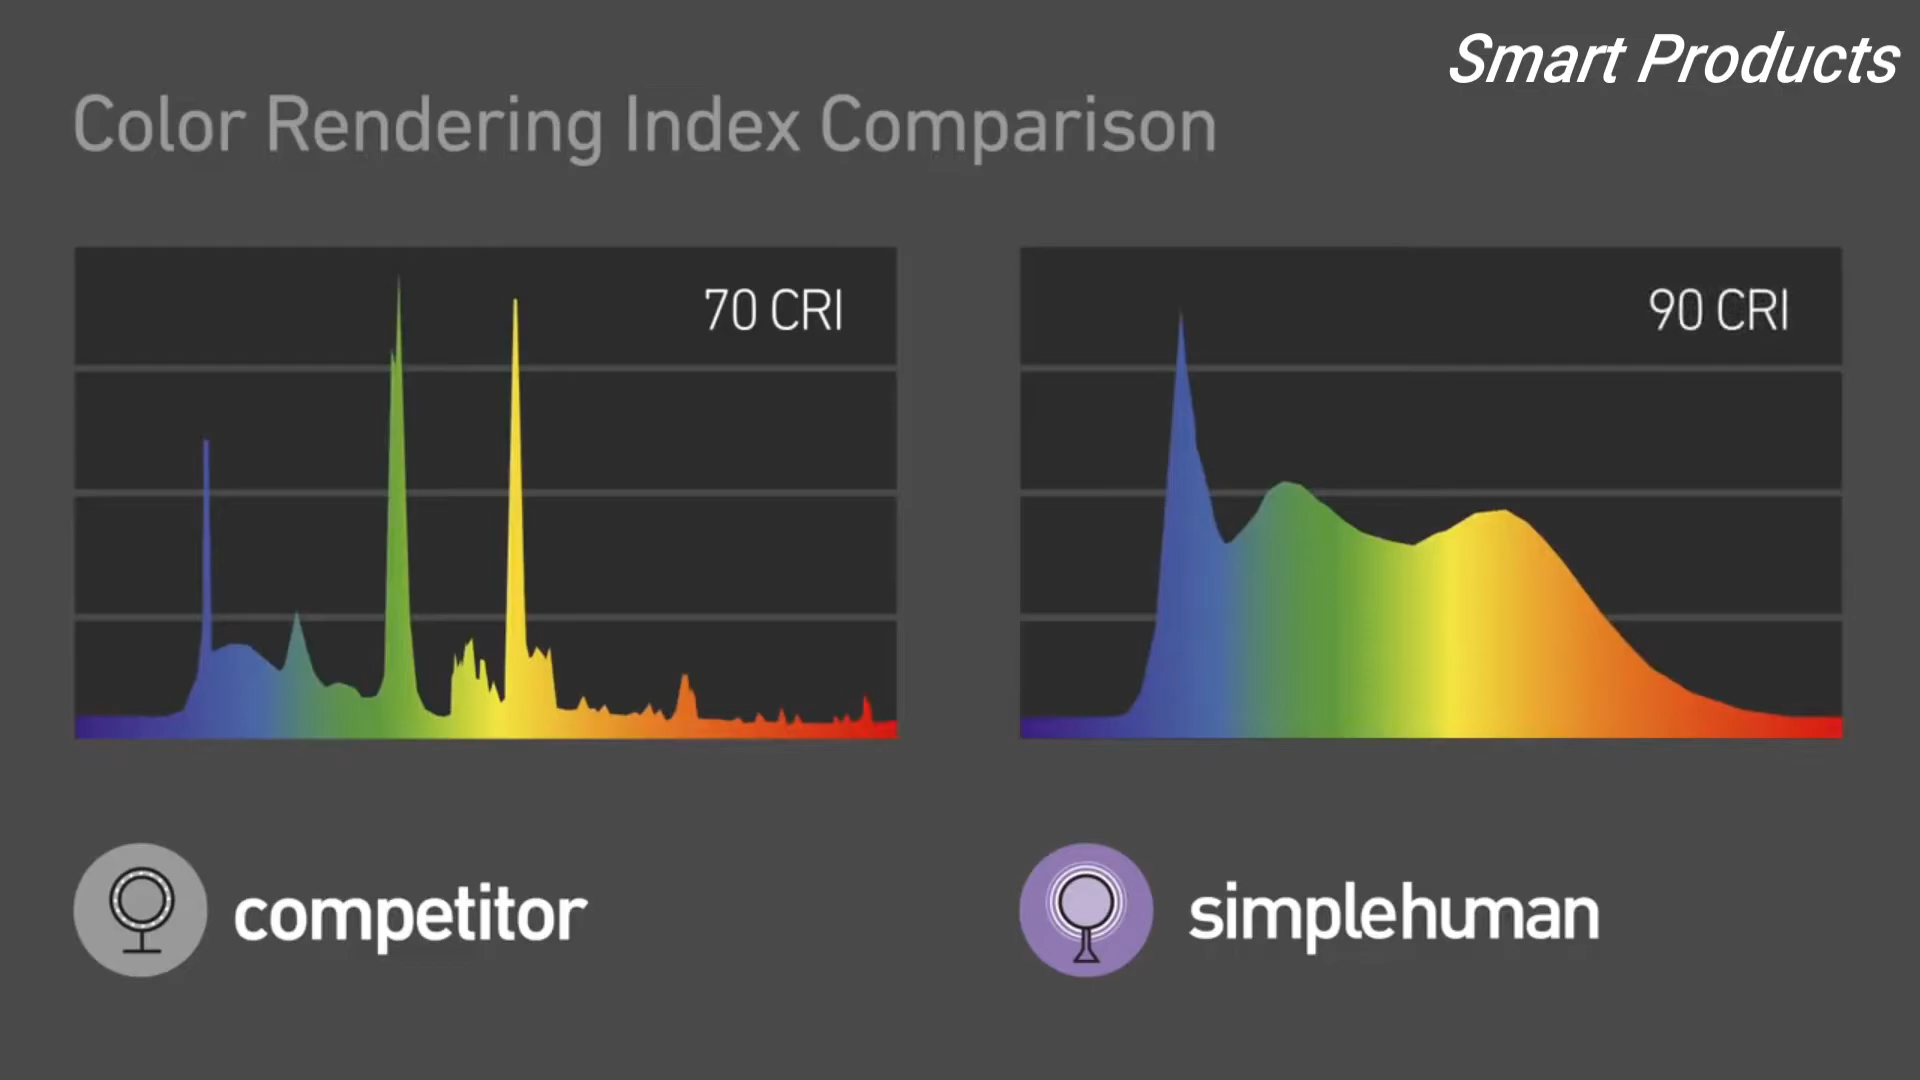 Smart Products
Color Rendering Index Comparison
70 CRI
90 CRI
competitor
simplehuman